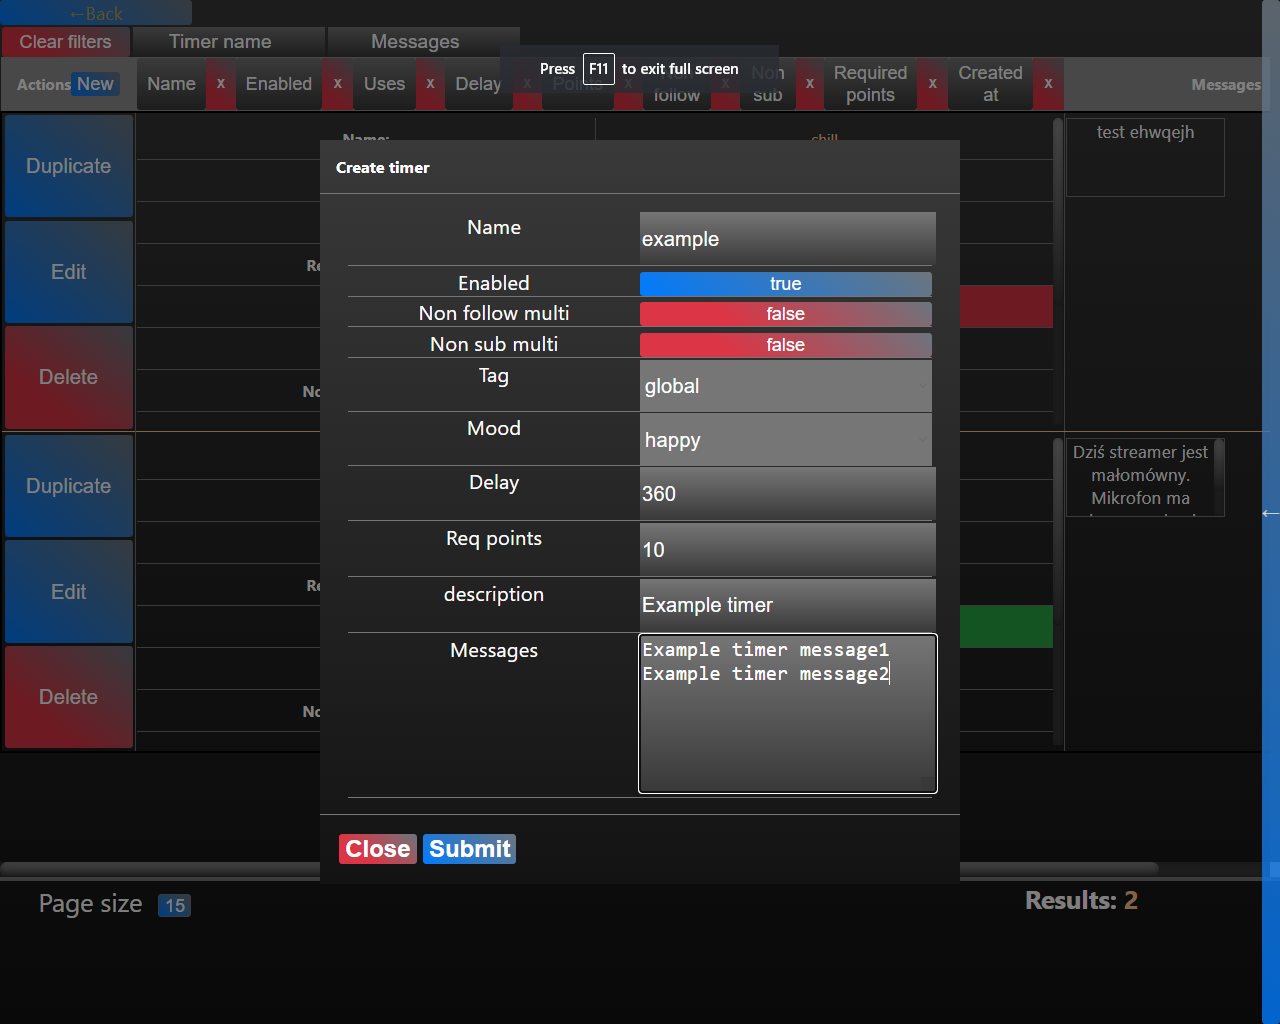 ←Back
Clear filters Timer name Messages
Press F11 to exit full screen
Actions New Name x Enabled x Uses x Delay x Points x Non follow x Non sub x Required points x Created at x Messages
Duplicate
Edit
Delete
Name: chill
test ehwqejh
Create timer
Name example
Enabled true
Non follow multi false
Non sub multi false
Tag global
Mood happy
Delay 360
Req points 10
description Example timer
Messages Example timer message1
Example timer message2
Close Submit
Duplicate
Edit
Delete
Dziś streamer jest
małomówny.
Mikrofon ma
←
Page size 15
Results: 2